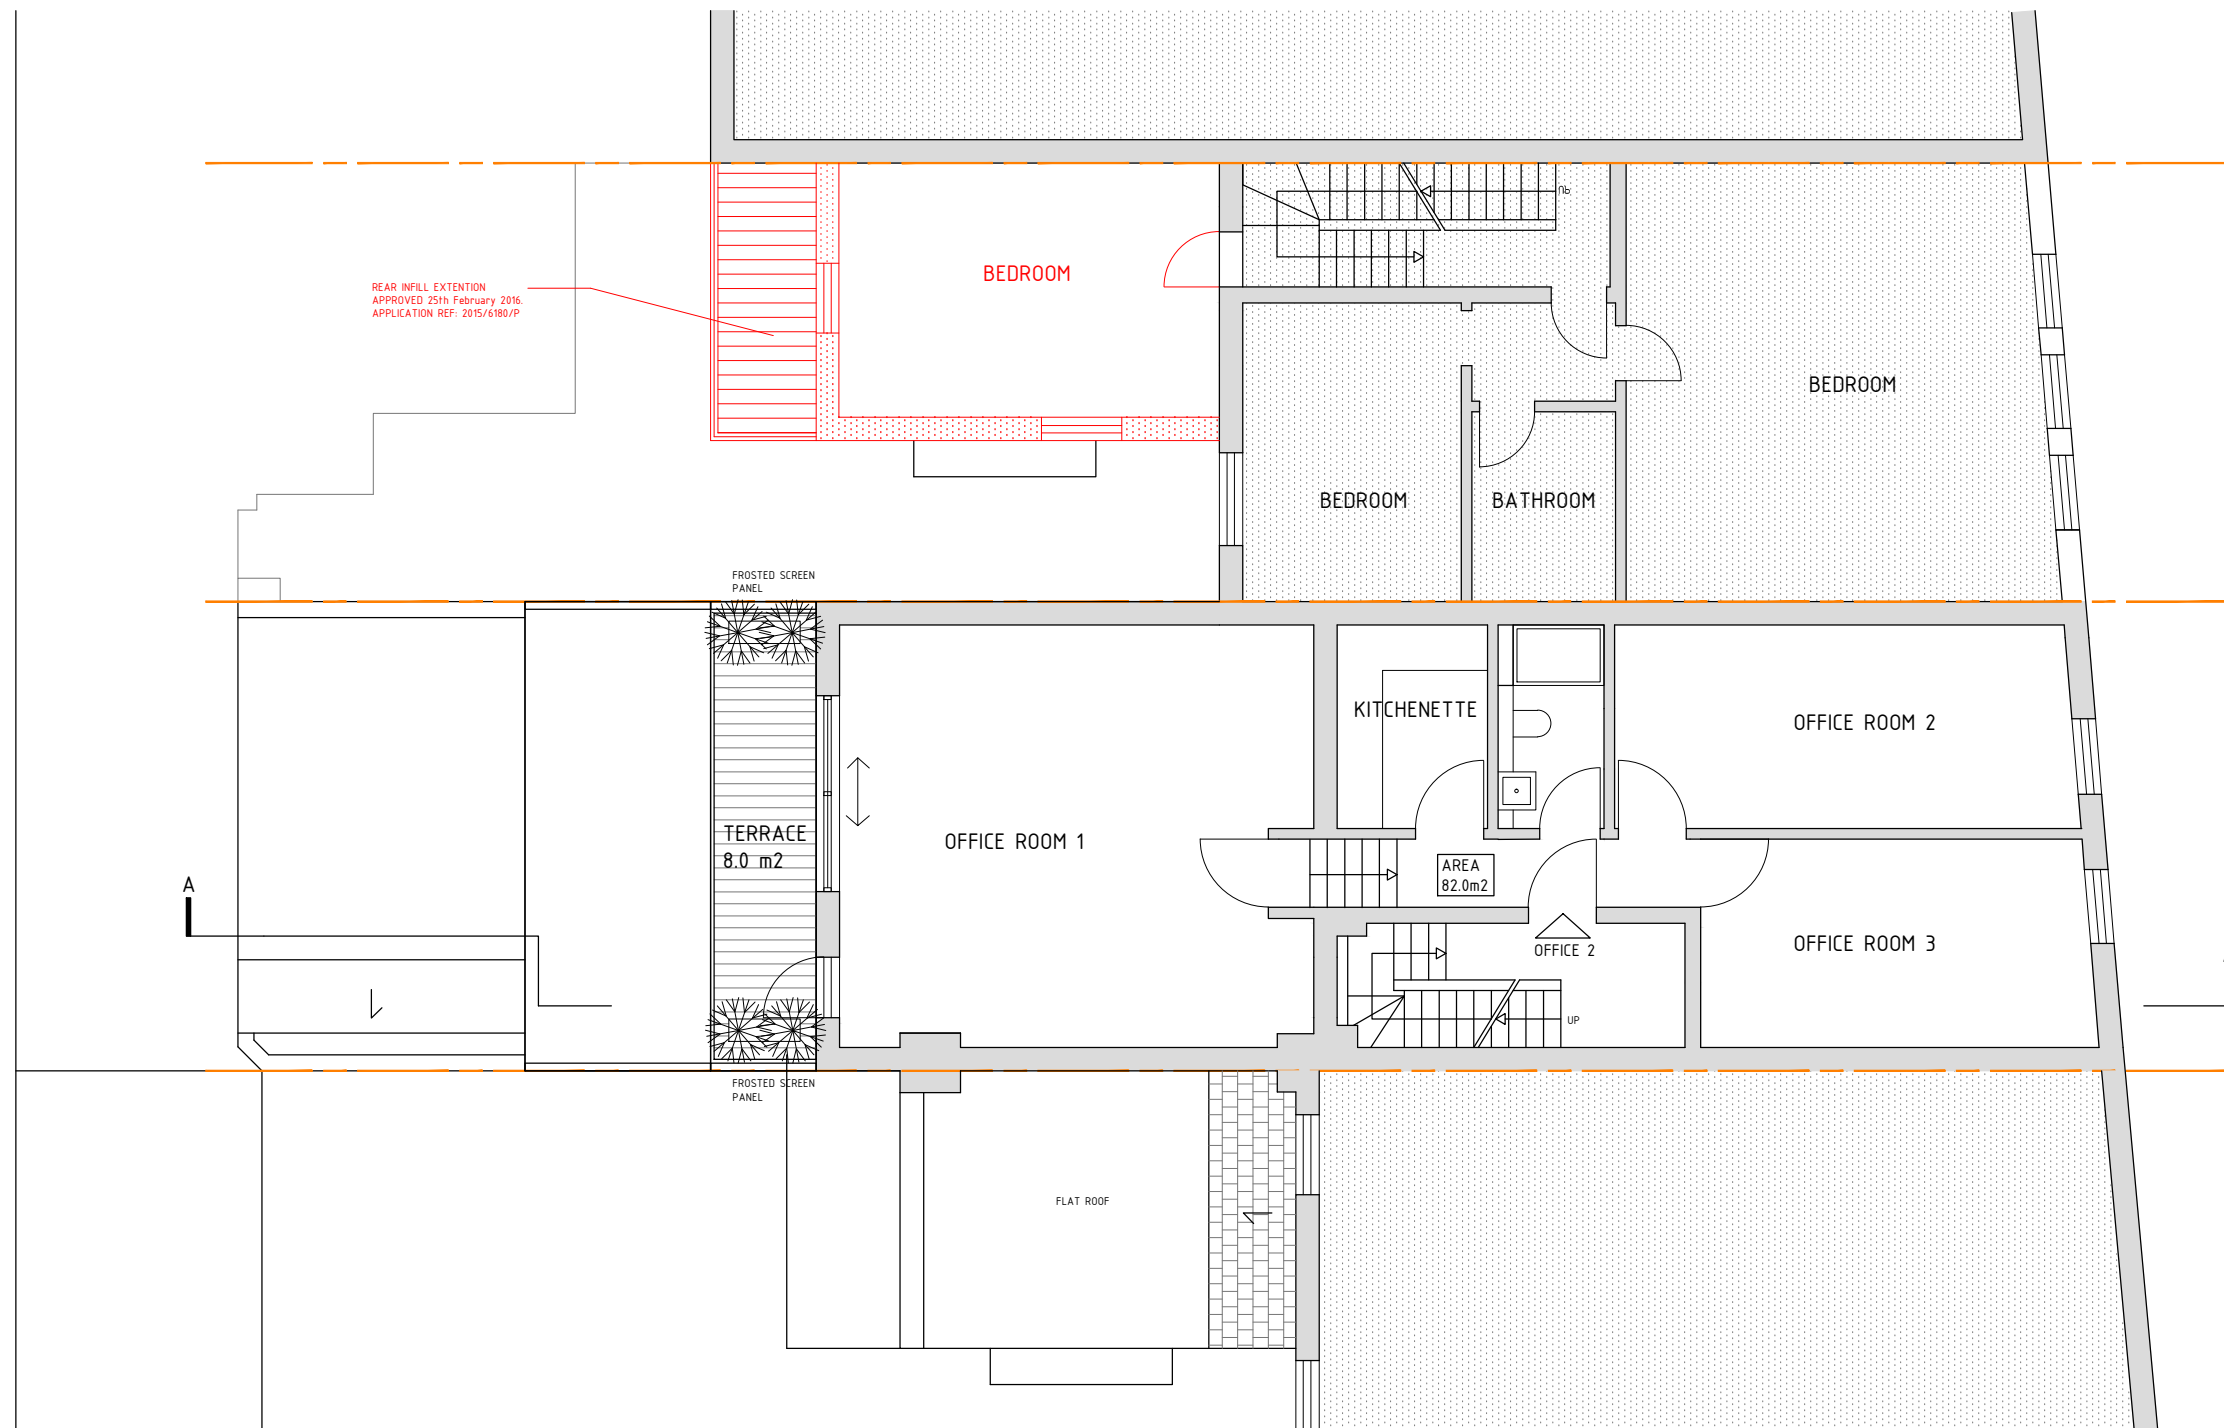 UP
BEDROOM
REAR INFILL EXTENTION
APPROVED 25th February 2016.
APPLICATION REF: 2015/6180/P
BEDROOM
BEDROOM
BATHROOM
FROSTED SCREEN
PANEL
KITCHENETTE
OFFICE ROOM 2
TERRACE
8.0 m2
OFFICE ROOM 1
AREA
82.0m2
A
OFFICE 2
OFFICE ROOM 3
UP
FROSTED SCREEN
PANEL
FLAT ROOF